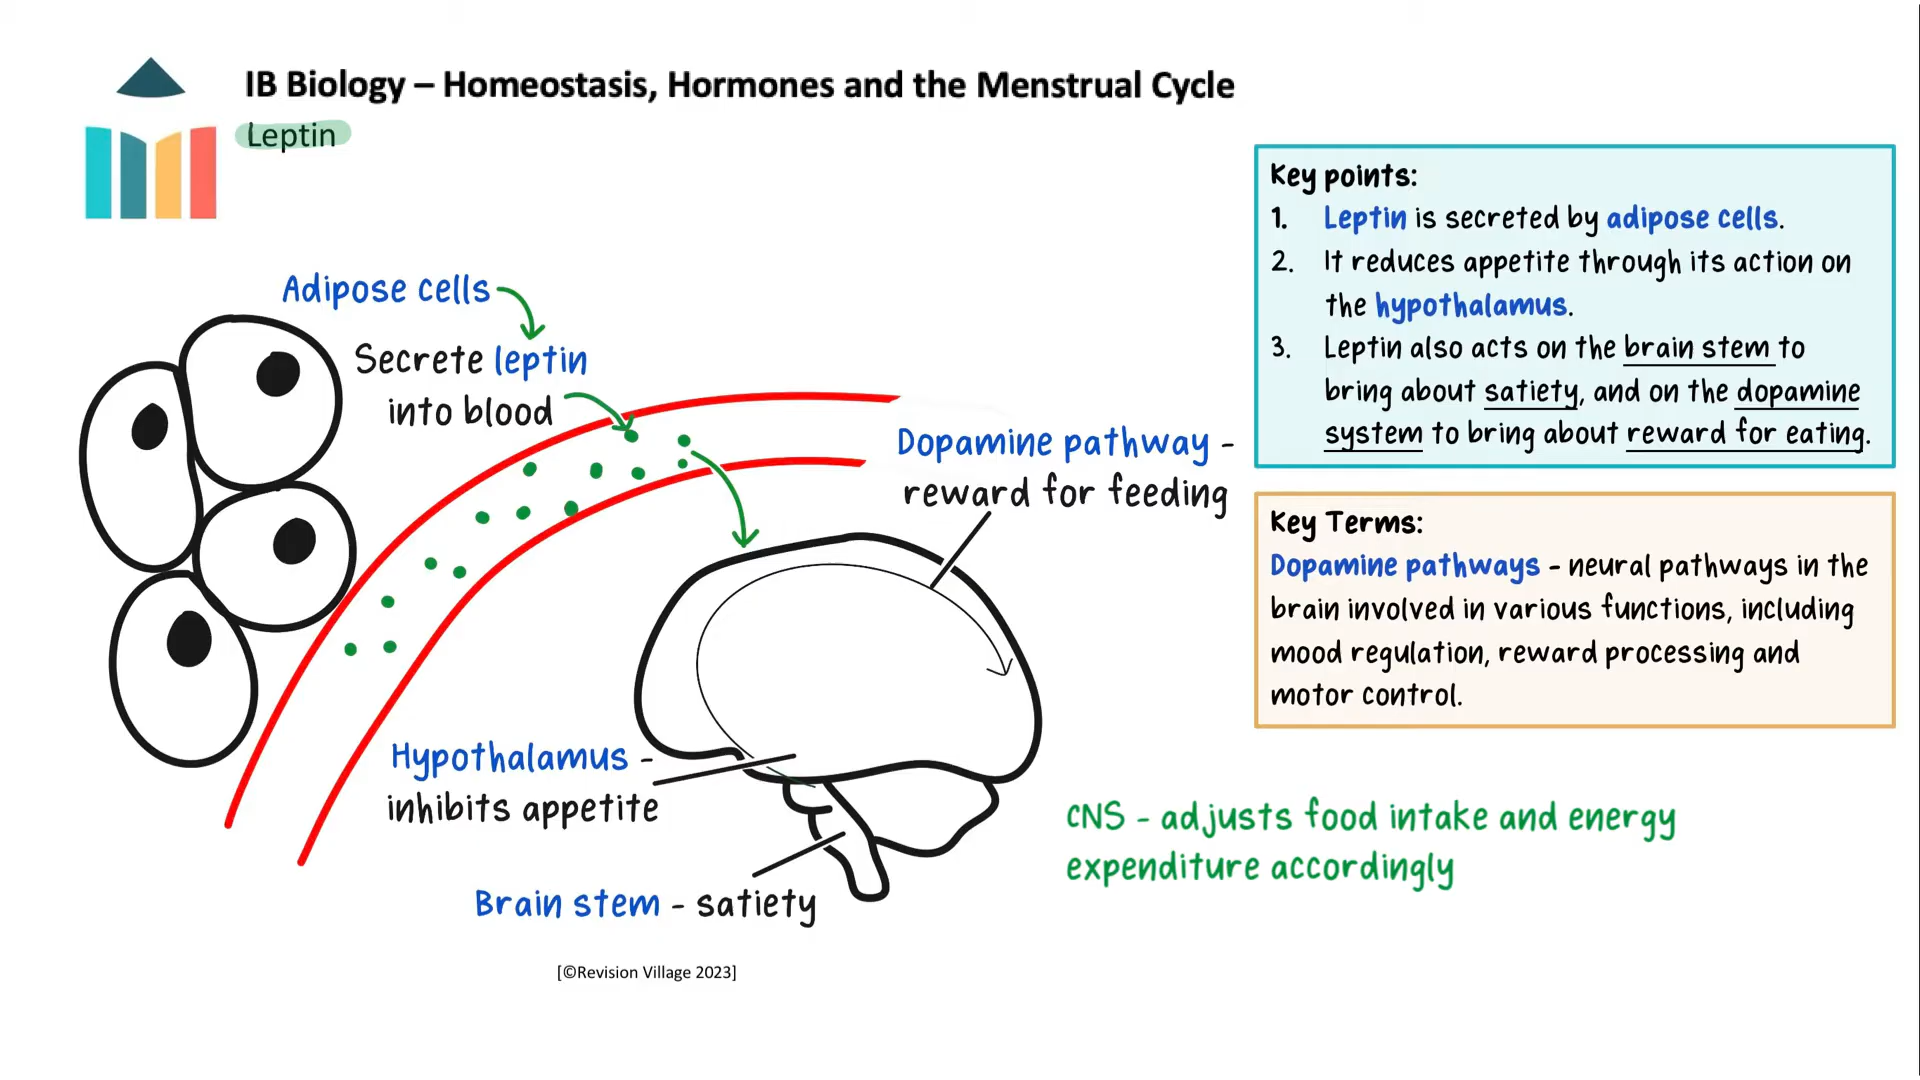 IB Biology – Homeostasis, Hormones and the Menstrual Cycle
Leptin
Adipose cells
Secrete leptin
into blood
Dopamine pathway -
reward for feeding
Hypothalamus -
inhibits appetite
Brain stem - satiety
[©Revision Village 2023]
Key points:
1. Leptin is secreted by adipose cells.
2. It reduces appetite through its action on
the hypothalamus.
3. Leptin also acts on the brain stem to
bring about satiety, and on the dopamine
system to bring about reward for eating.
Key Terms:
Dopamine pathways - neural pathways in the
brain involved in various functions, including
mood regulation, reward processing and
motor control.
CNS - adjusts food intake and energy
expenditure accordingly